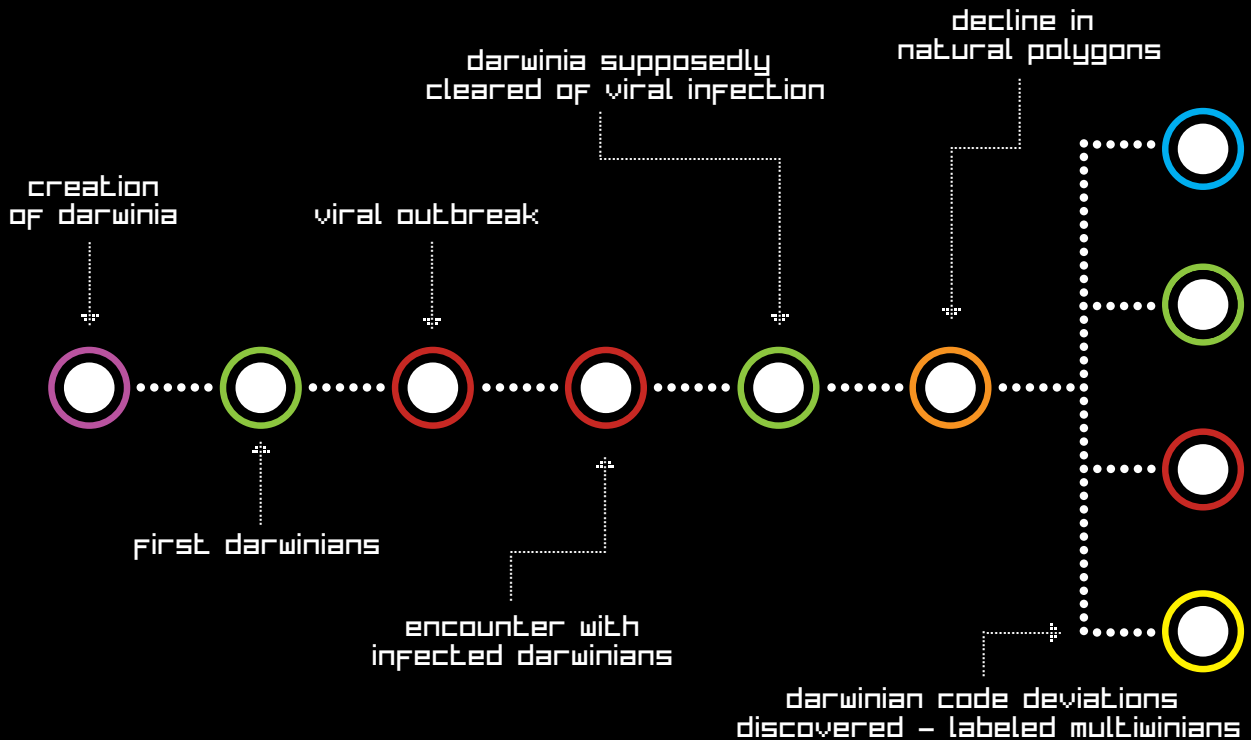 creation
of darwinia
first darwinians
viral outbreak
encounter with
infected darwinians
darwinia supposedly
cleared of viral infection
decline in
natural polygons
darwinian code deviations
discovered – labeled multiwinians